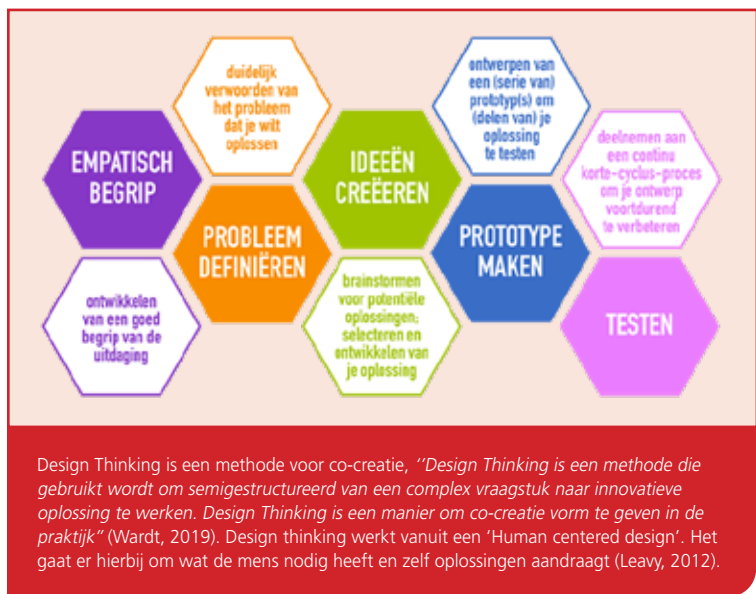 duidelijk
verwoorden van
het probleem
dat je wilt
oplossen
ontwerpen van
een (serie van)
prototyp(s) om
(delen van) je
oplossing
te testen
EMPATISCH
BEGRIP
IDEEËN
CREËEREN
deelnemen aan
een continu
korte-cyclus-proces
om je ontwerp
voortdurend
te verbeteren
PROBLEEM
DEFINIËREN
PROTOTYPE
MAKEN
ontwikkelen
van een goed
begrip van de
uitdaging
brainstormen
voor potentiële
oplossingen;
selecteren en
ontwikkelen van
je oplossing
TESTEN
Design Thinking is een methode voor co-creatie, ‘‘Design Thinking is een methode die
gebruikt wordt om semigestructureerd van een complex vraagstuk naar innovatieve
oplossing te werken. Design Thinking is een manier om co-creatie vorm te geven in de
praktijk” (Wardt, 2019). Design thinking werkt vanuit een ‘Human centered design’. Het
gaat er hierbij om wat de mens nodig heeft en zelf oplossingen aandraagt (Leavy, 2012).